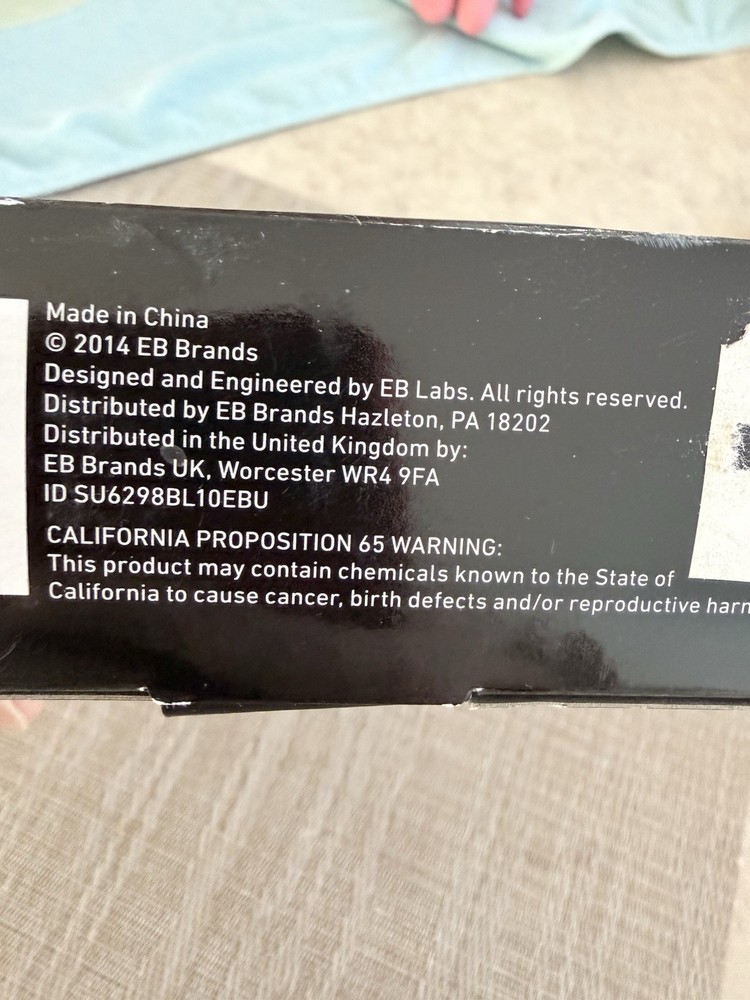 Made in China
© 2014 EB Brands
Designed and Engineered by EB Labs. All rights reserved.
Distributed by EB Brands Hazleton, PA 18202
Distributed in the United Kingdom by:
EB Brands UK, Worcester WR4 9FA
ID SU6298BL10EBU
CALIFORNIA PROPOSITION 65 WARNING:
This product may contain chemicals known to the State of
California to cause cancer, birth defects and/or reproductive